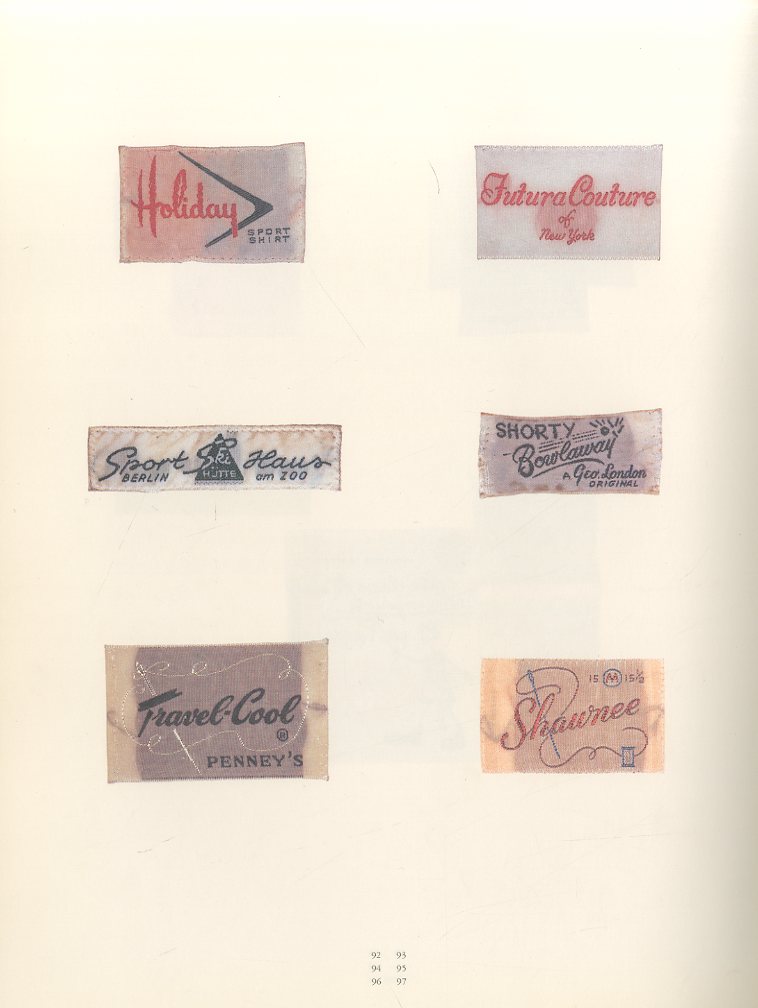 Holiday
SPORT
SHIRT
Futura Couture
of
New York
Sport Ski Haus
BERLIN HÜTTE am ZOO
SHORTY
Bowlaway
A Geo. London
ORIGINAL
Travel-Cool
®
PENNEY'S
15 M 15½
Shawnee
92 93
94 95
96 97